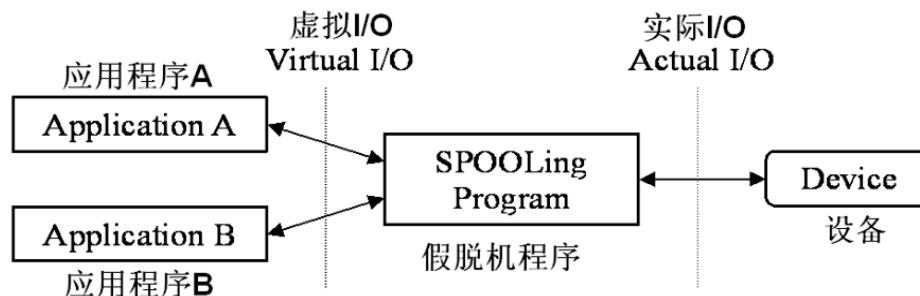 虚拟I/O
Virtual I/O
实际I/O
Actual I/O
应用程序A
Application A
SPOOLing
Program
Device
Application B
假脱机程序
设备
应用程序B